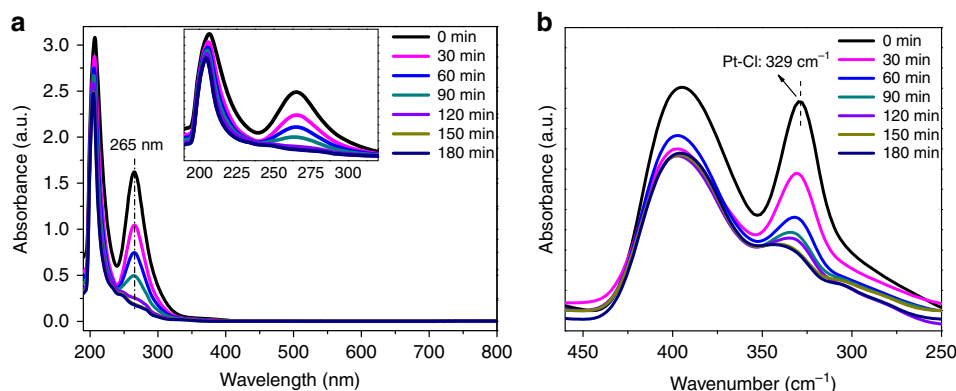 a
Absorbance (a.u.)
3.0
2.5
2.0
1.5
1.0
0.5
0.0
265 nm
200 225 250 275 300
0 min
30 min
60 min
90 min
120 min
150 min
180 min
200 300 400 500 600 700 800
Wavelength (nm)
b
Absorbance (a.u.)
Pt-Cl: 329 cm⁻¹
0 min
30 min
60 min
90 min
120 min
150 min
180 min
450 400 350 300 250
Wavenumber (cm⁻¹)